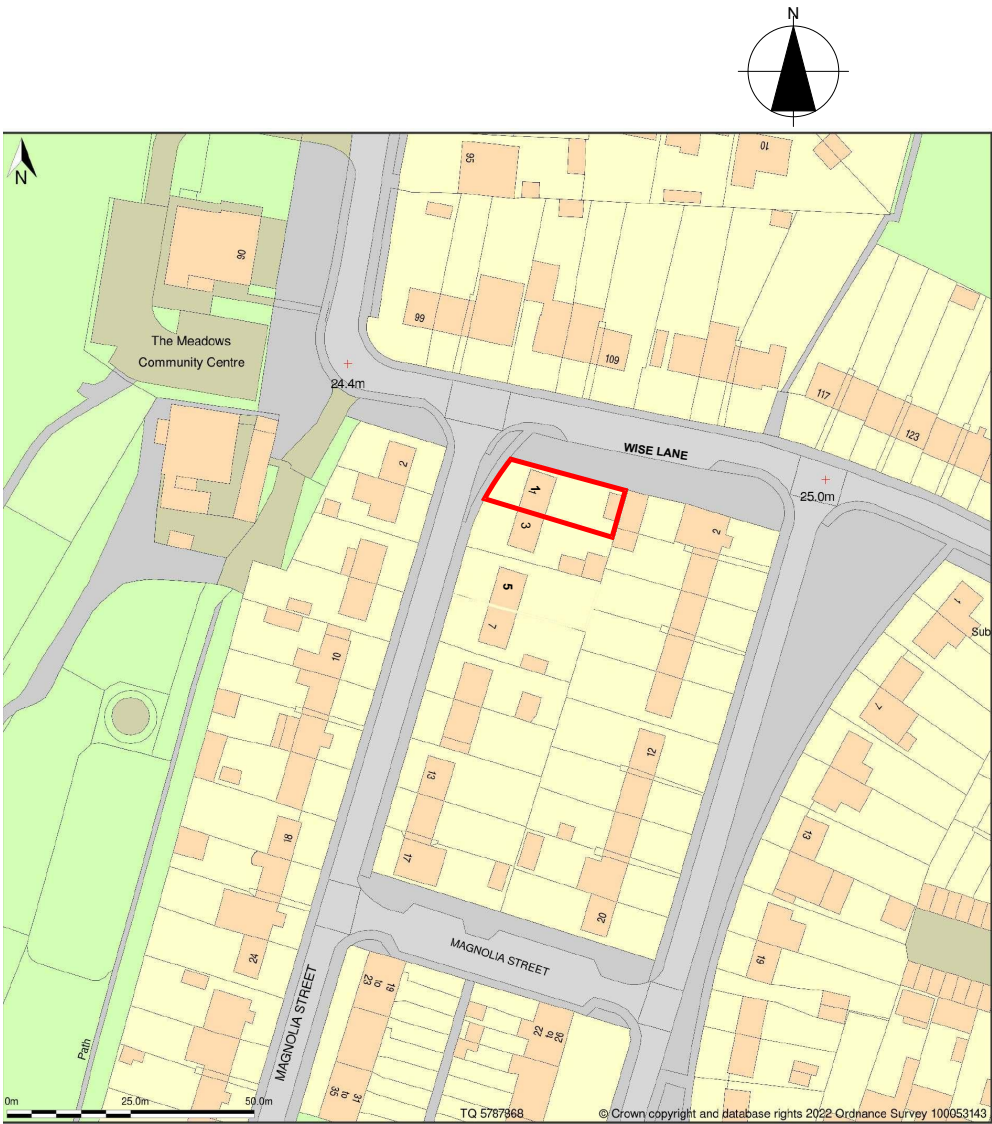 N
N
95
10
90
The Meadows
Community Centre
99
109
24.4m
117
123
WISE LANE
25.0m
2
1
3
2
5
7
1
Sub
10
7
12
13
13
18
17
20
24
19
MAGNOLIA STREET
MAGNOLIA STREET
19
to
23
22
to
26
31
to
35
Path
0m
25.0m
50.0m
TQ 5787868
© Crown copyright and database rights 2022 Ordnance Survey 100053143